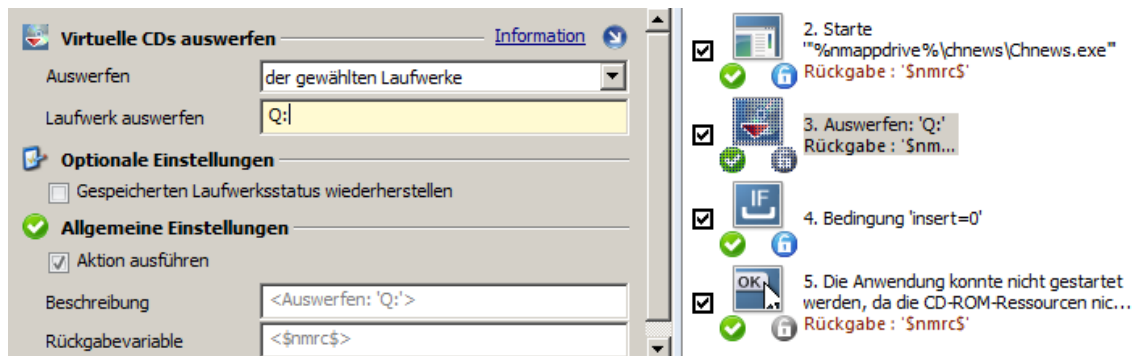 Virtuelle CDs auswerfen
Information
Auswerfen
der gewählten Laufwerke
Laufwerk auswerfen
Q:
Optionale Einstellungen
Gespeicherten Laufwerksstatus wiederherstellen
Allgemeine Einstellungen
Aktion ausführen
Beschreibung
<Auswerfen: 'Q:'>
Rückgabevariable
<$nmrc$>
2. Starte
'"%nmappdrive%\chnews\Chnews.exe"'
Rückgabe : '$nmrc$'
3. Auswerfen: 'Q:'
Rückgabe : '$nm...
IF
4. Bedingung 'insert=0'
OK
5. Die Anwendung konnte nicht gestartet
werden, da die CD-ROM-Ressourcen nic...
Rückgabe : '$nmrc$'